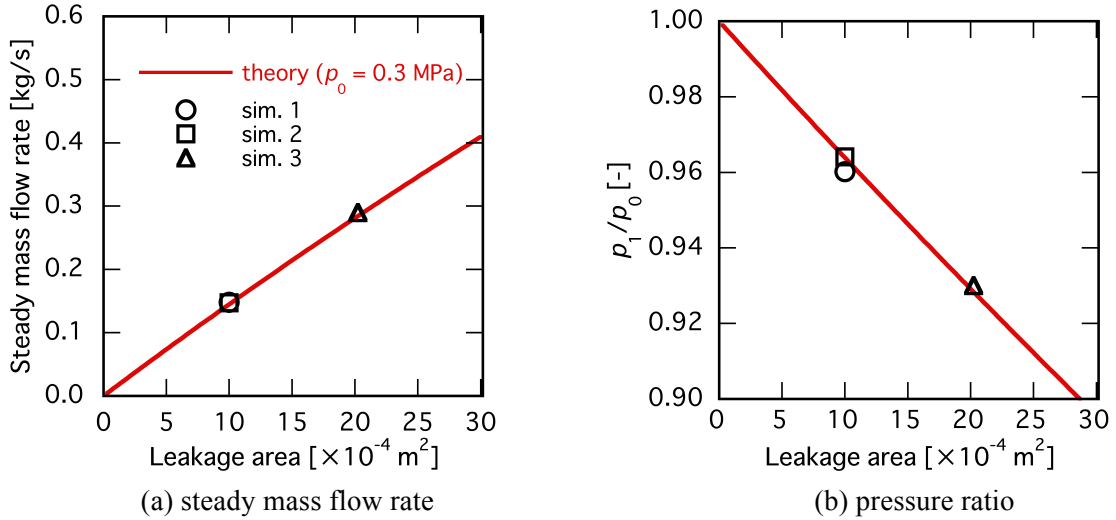 0.6
0.5
0.4
0.3
0.2
0.1
0.0
Steady mass flow rate [kg/s]
theory (p0 = 0.3 MPa)
sim. 1
sim. 2
sim. 3
0 5 10 15 20 25 30
Leakage area [×10-4 m2]
(a) steady mass flow rate
1.00
0.98
0.96
0.94
0.92
0.90
p1/p0 [-]
0 5 10 15 20 25 30
Leakage area [×10-4 m2]
(b) pressure ratio